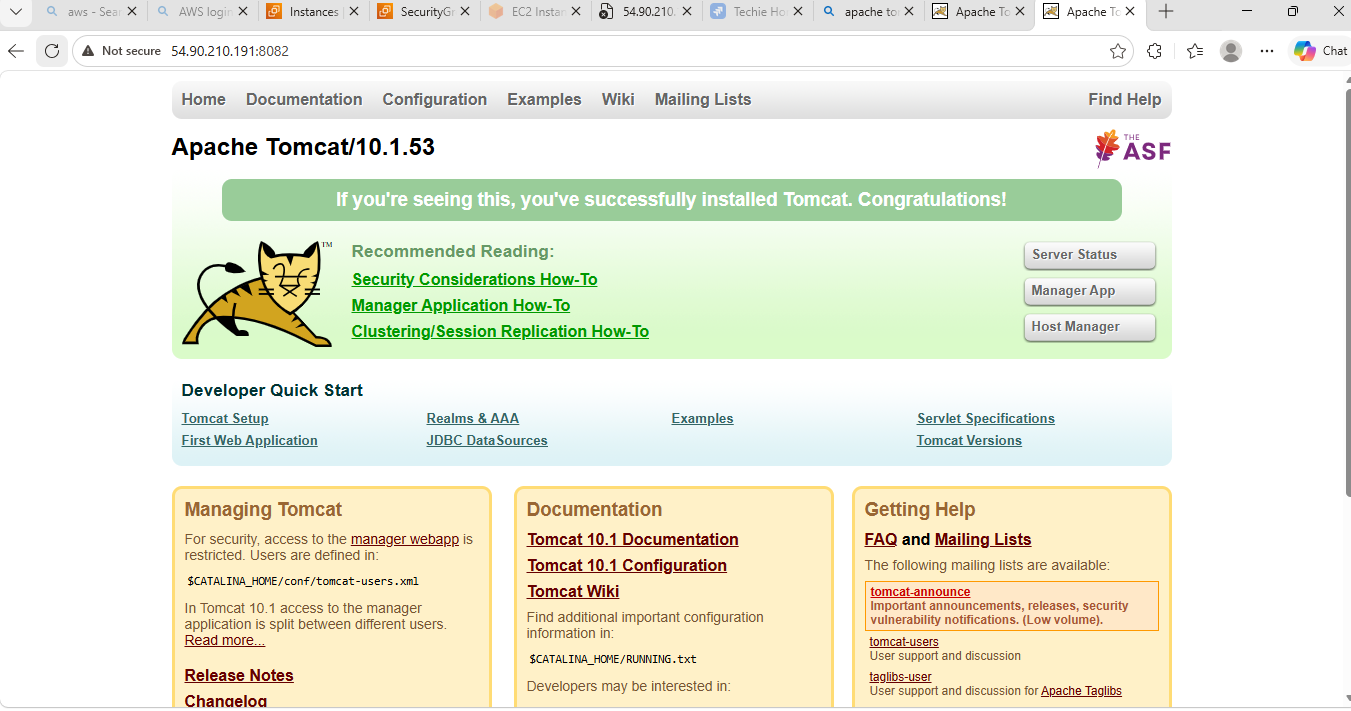 aws - Sear
AWS login
Instances
SecurityGr
EC2 Instan
54.90.210.
Techie Ho
apache to
Apache To
Apache To
Not secure 54.90.210.191:8082
Chat
Home Documentation Configuration Examples Wiki Mailing Lists Find Help
Apache Tomcat/10.1.53
THE
ASF
If you're seeing this, you've successfully installed Tomcat. Congratulations!
TM
Recommended Reading:
Security Considerations How-To
Manager Application How-To
Clustering/Session Replication How-To
Server Status
Manager App
Host Manager
Developer Quick Start
Tomcat Setup
First Web Application
Realms & AAA
JDBC DataSources
Examples
Servlet Specifications
Tomcat Versions
Managing Tomcat
For security, access to the manager webapp is
restricted. Users are defined in:
$CATALINA_HOME/conf/tomcat-users.xml
In Tomcat 10.1 access to the manager
application is split between different users.
Read more...
Release Notes
Changelog
Documentation
Tomcat 10.1 Documentation
Tomcat 10.1 Configuration
Tomcat Wiki
Find additional important configuration
information in:
$CATALINA_HOME/RUNNING.txt
Developers may be interested in:
Getting Help
FAQ and Mailing Lists
The following mailing lists are available:
tomcat-announce
Important announcements, releases, security
vulnerability notifications. (Low volume).
tomcat-users
User support and discussion
taglibs-user
User support and discussion for Apache Taglibs